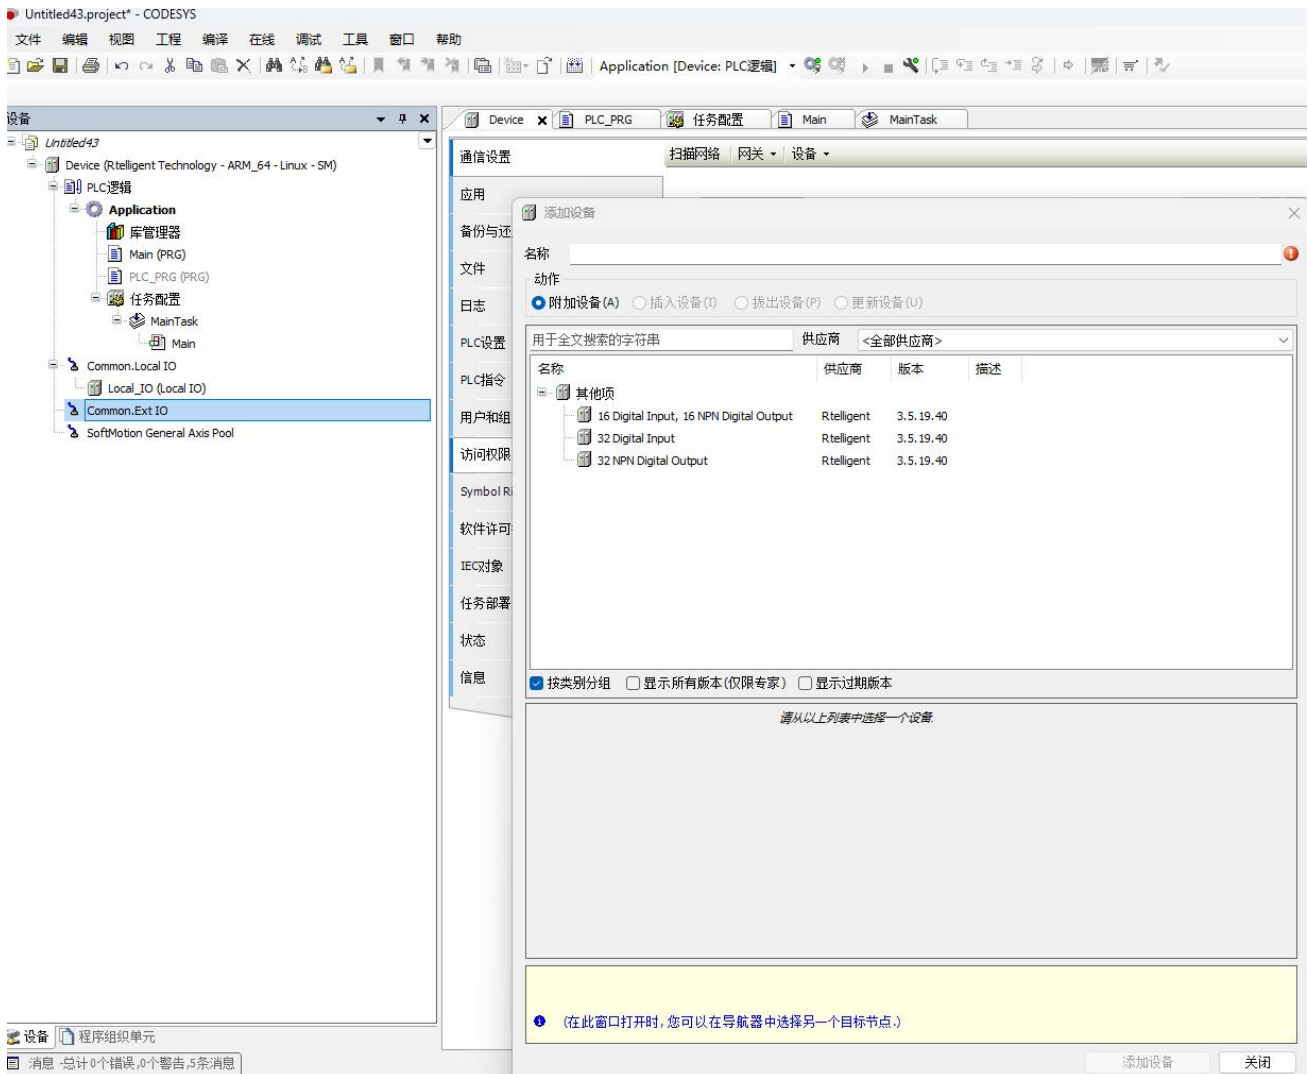 Untitled43.project* - CODESYS
文件 编辑 视图 工程 编译 在线 调试 工具 窗口 帮助
Application [Device: PLC逻辑]
设备
Untitled43
Device (Rtelligent Technology - ARM_64 - Linux - SM)
PLC逻辑
Application
库管理器
Main (PRG)
PLC_PRG (PRG)
任务配置
MainTask
Main
Common.Local IO
Local_IO (Local IO)
Common.Ext IO
SoftMotion General Axis Pool
设备 程序组织单元
消息 -总计0个错误,0个警告,5条消息
Device PLC_PRG 任务配置 Main MainTask
通信设置
应用
备份与还
文件
日志
PLC设置
PLC指令
用户和组
访问权限
Symbol Ri
软件许可
IEC对象
任务部署
状态
信息
扫描网络 网关 设备
添加设备
名称
动作
附加设备(A) 插入设备(I) 拔出设备(P) 更新设备(U)
用于全文搜索的字符串 供应商 <全部供应商>
名称 供应商 版本 描述
其他项
16 Digital Input, 16 NPN Digital Output Rtelligent 3.5.19.40
32 Digital Input Rtelligent 3.5.19.40
32 NPN Digital Output Rtelligent 3.5.19.40
按类别分组 显示所有版本(仅限专家) 显示过期版本
请从以上列表中选择一个设备.
(在此窗口打开时,您可以在导航器中选择另一个目标节点.)
添加设备 关闭